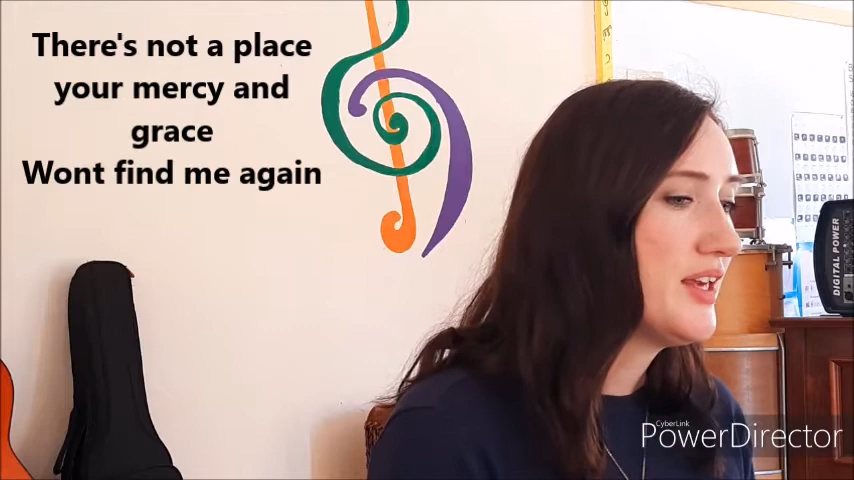 There's not a place
your mercy and
grace
Wont find me again
DIGITAL POWER
CyberLink
PowerDirector